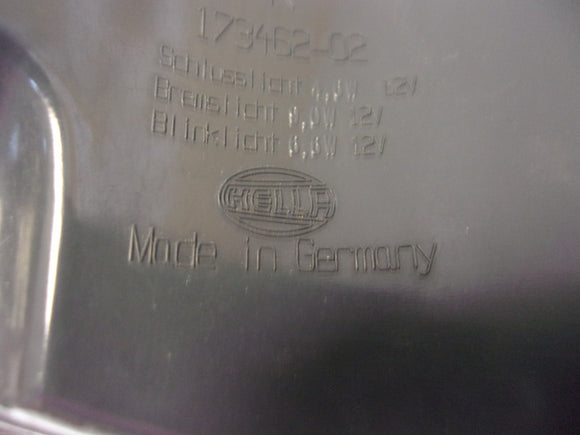 173462-02
Schlusslicht 12V
Bremslicht 12V
Blinklicht 12V
HELLA
Made in Germany